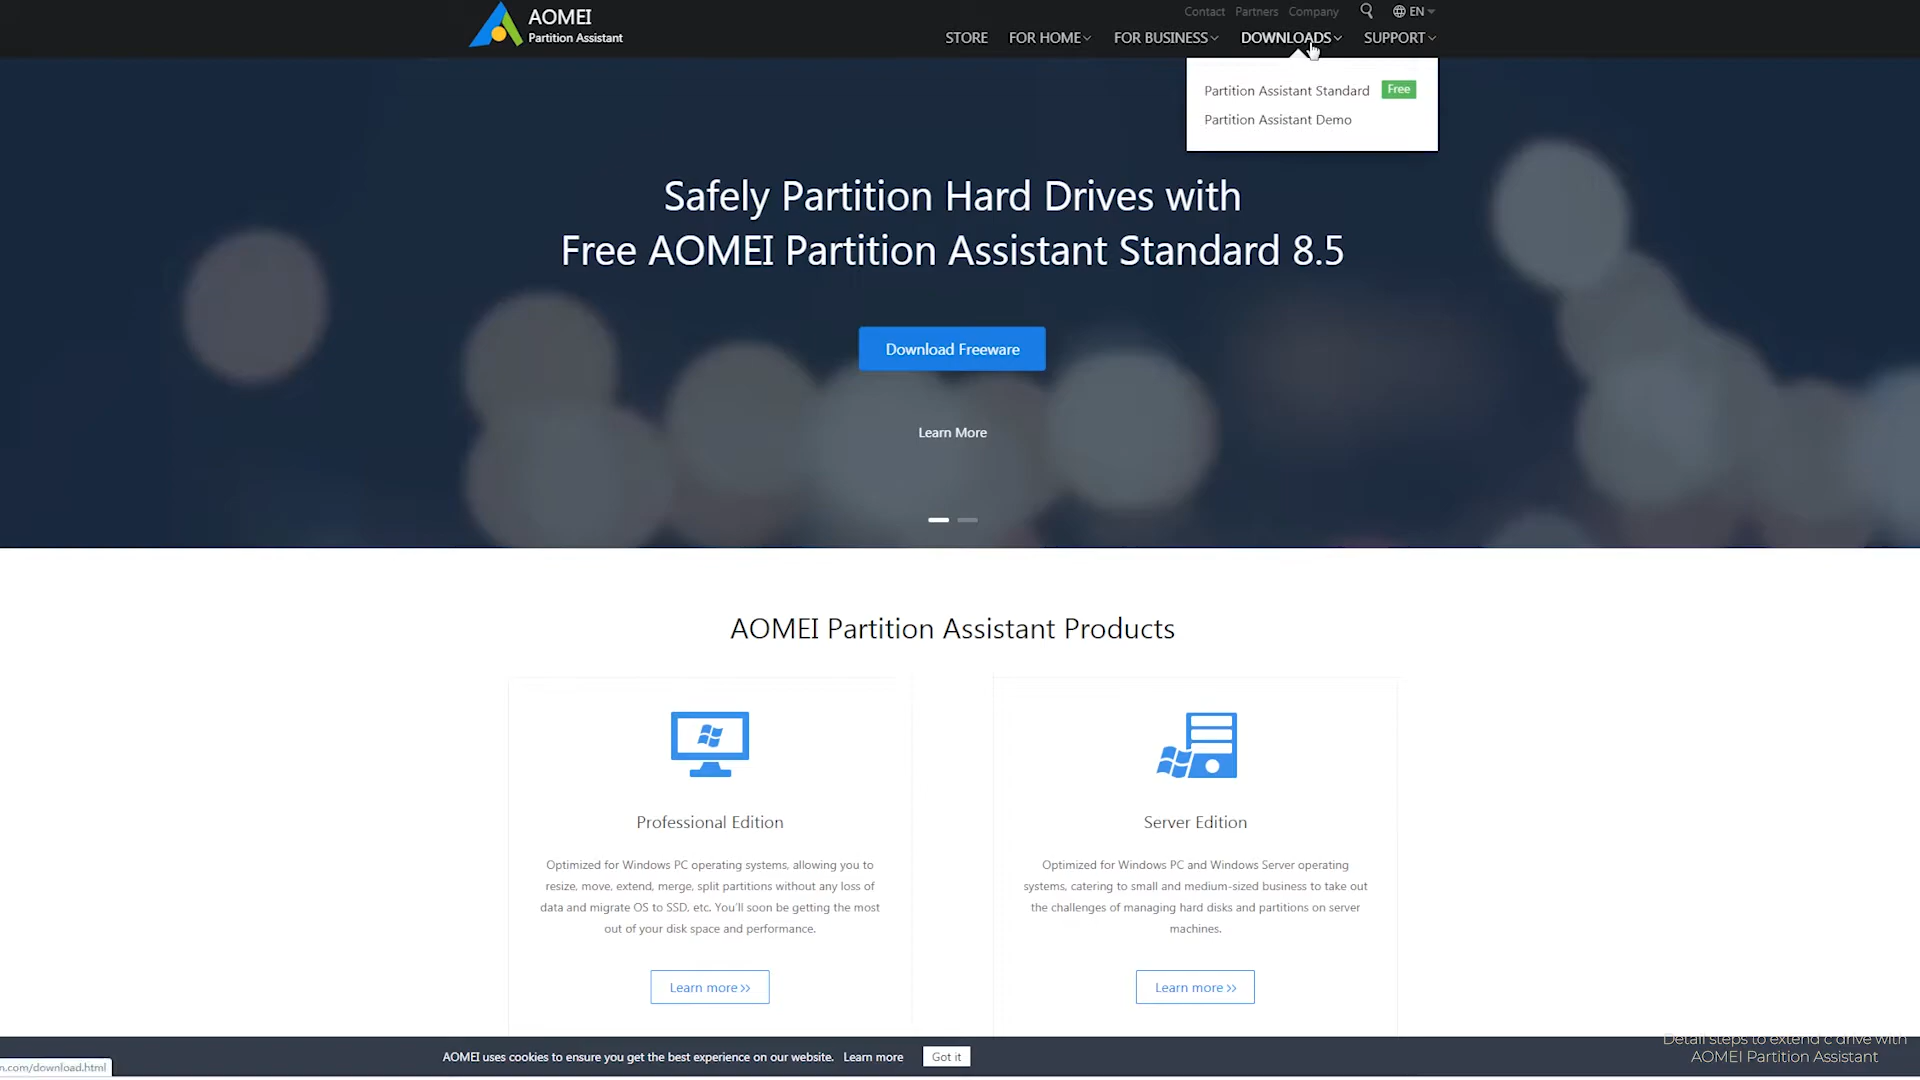 AOMEI
Partition Assistant
Contact Partners Company EN
STORE FOR HOME FOR BUSINESS DOWNLOADS SUPPORT
Partition Assistant Standard Free
Partition Assistant Demo
Safely Partition Hard Drives with
Free AOMEI Partition Assistant Standard 8.5
Download Freeware
Learn More
AOMEI Partition Assistant Products
Professional Edition
Optimized for Windows PC operating systems, allowing you to
resize, move, extend, merge, split partitions without any loss of
data and migrate OS to SSD, etc. You'll soon be getting the most
out of your disk space and performance.
Learn more >>
Server Edition
Optimized for Windows PC and Windows Server operating
systems, catering to small and medium-sized business to take out
the challenges of managing hard disks and partitions on server
machines.
Learn more >>
AOMEI uses cookies to ensure you get the best experience on our website. Learn more Got it
n.com/download.html
Detail steps to extend c drive with
AOMEI Partition Assistant